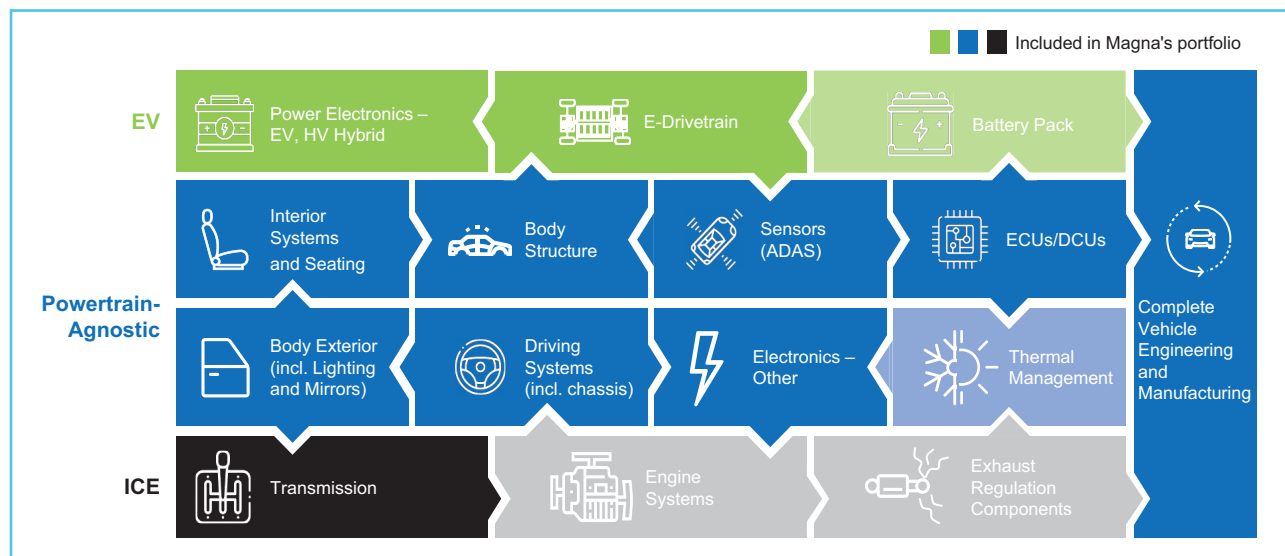 Included in Magna's portfolio
EV
Power Electronics –
EV, HV Hybrid
E-Drivetrain
Battery Pack
Powertrain-
Agnostic
Interior
Systems
and Seating
Body
Structure
Sensors
(ADAS)
ECUs/DCUs
Body Exterior
(incl. Lighting
and Mirrors)
Driving
Systems
(incl. chassis)
Electronics –
Other
Thermal
Management
Complete
Vehicle
Engineering
and
Manufacturing
ICE
Transmission
Engine
Systems
Exhaust
Regulation
Components